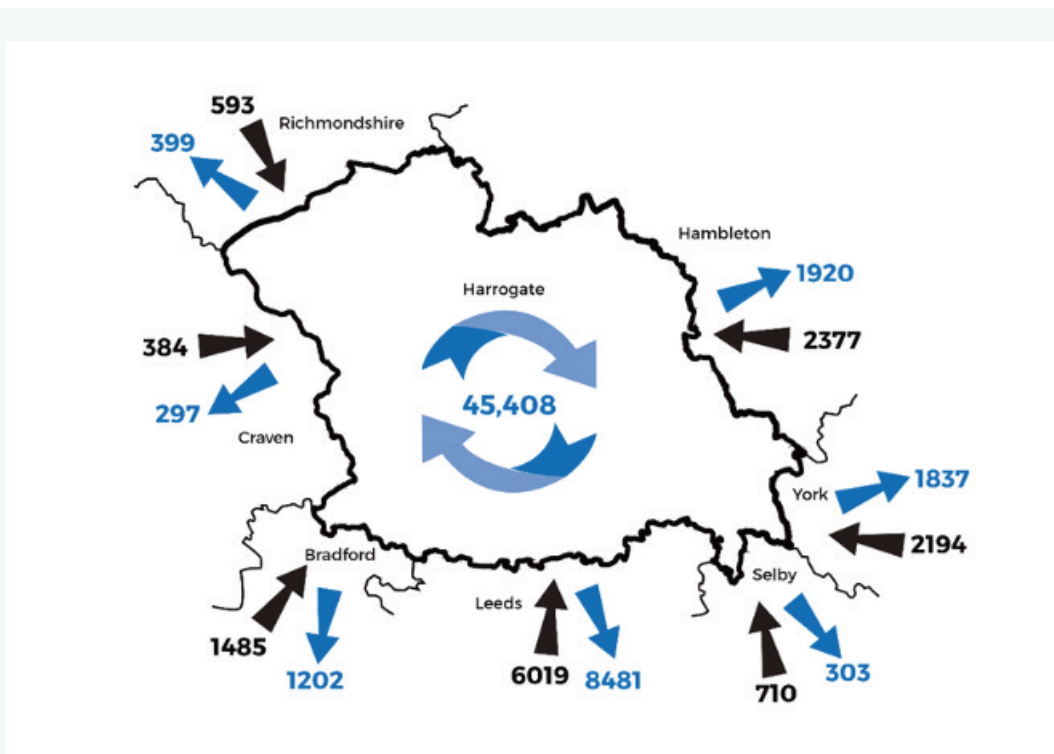 593
Richmondshire
399
Hambleton
1920
Harrogate
2377
384
45,408
297
Craven
York
1837
2194
Bradford
Selby
Leeds
1485
6019
8481
303
1202
710